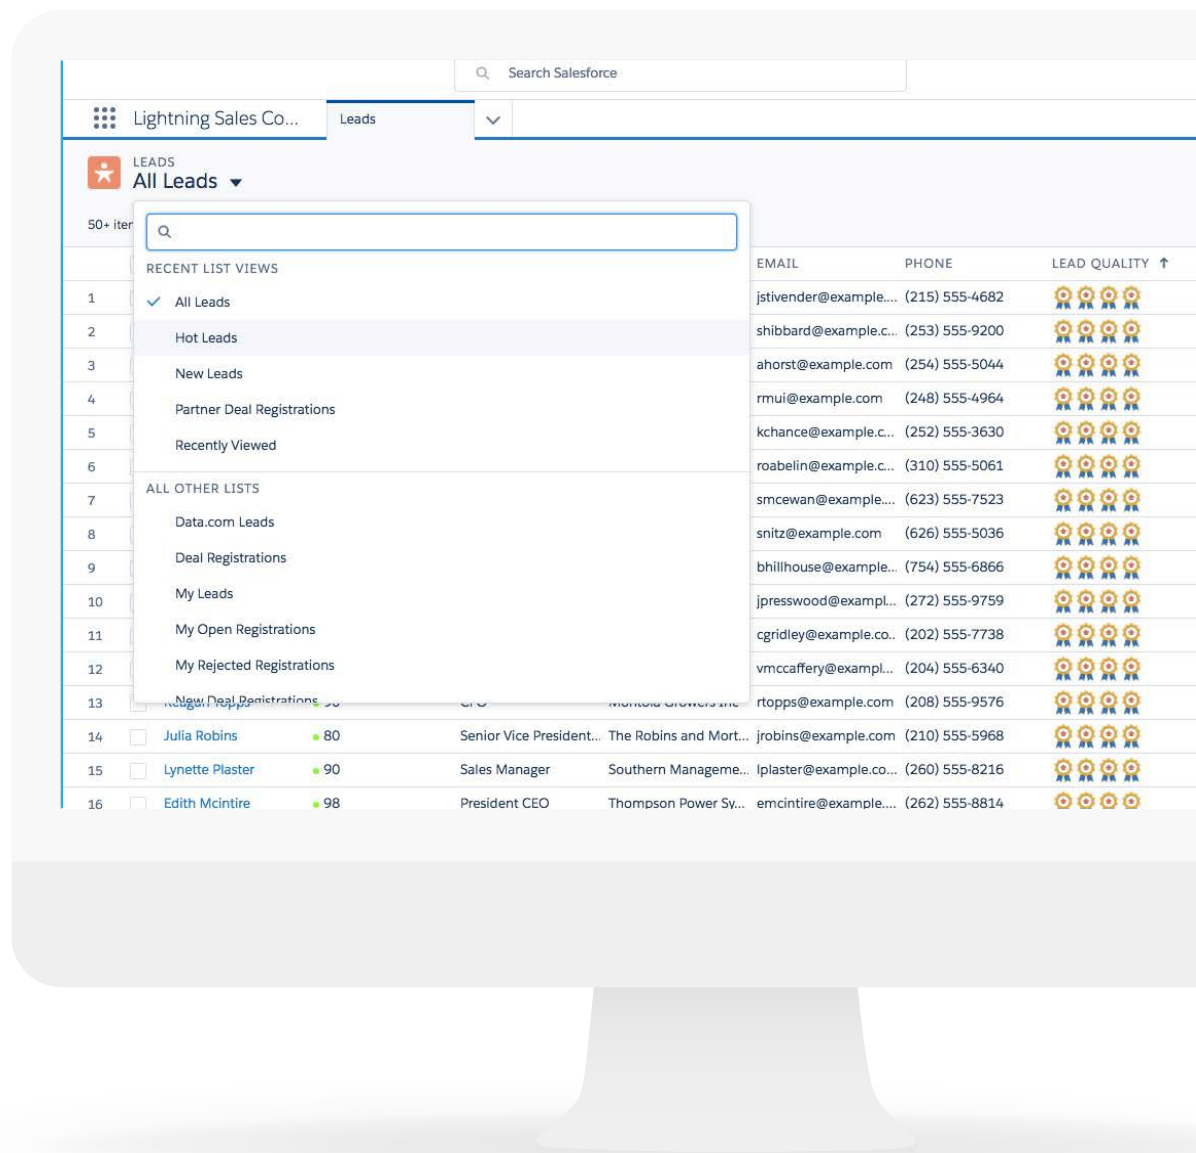 Search Salesforce
Lightning Sales Co...
Leads
LEADS
All Leads
50+ iter
RECENT LIST VIEWS
All Leads
Hot Leads
New Leads
Partner Deal Registrations
Recently Viewed
ALL OTHER LISTS
Data.com Leads
Deal Registrations
My Leads
My Open Registrations
My Rejected Registrations
New Deal Registrations
EMAIL PHONE LEAD QUALITY
1 jstivender@example.... (215) 555-4682
2 shibbard@example.c... (253) 555-9200
3 ahorst@example.com (254) 555-5044
4 rmui@example.com (248) 555-4964
5 kchance@example.c... (252) 555-3630
6 roabelin@example.c... (310) 555-5061
7 smcewan@example.... (623) 555-7523
8 snitz@example.com (626) 555-5036
9 bhillhouse@example... (754) 555-6866
10 jpresswood@exampl... (272) 555-9759
11 cgridley@example.co.. (202) 555-7738
12 vmccaffery@exampl... (204) 555-6340
13 rtopps@example.com (208) 555-9576
14 Julia Robins 80 Senior Vice President... The Robins and Mort... jrobins@example.com (210) 555-5968
15 Lynette Plaster 90 Sales Manager Southern Manageme... lplaster@example.co... (260) 555-8216
16 Edith Mcintire 98 President CEO Thompson Power Sy... emcintire@example.... (262) 555-8814